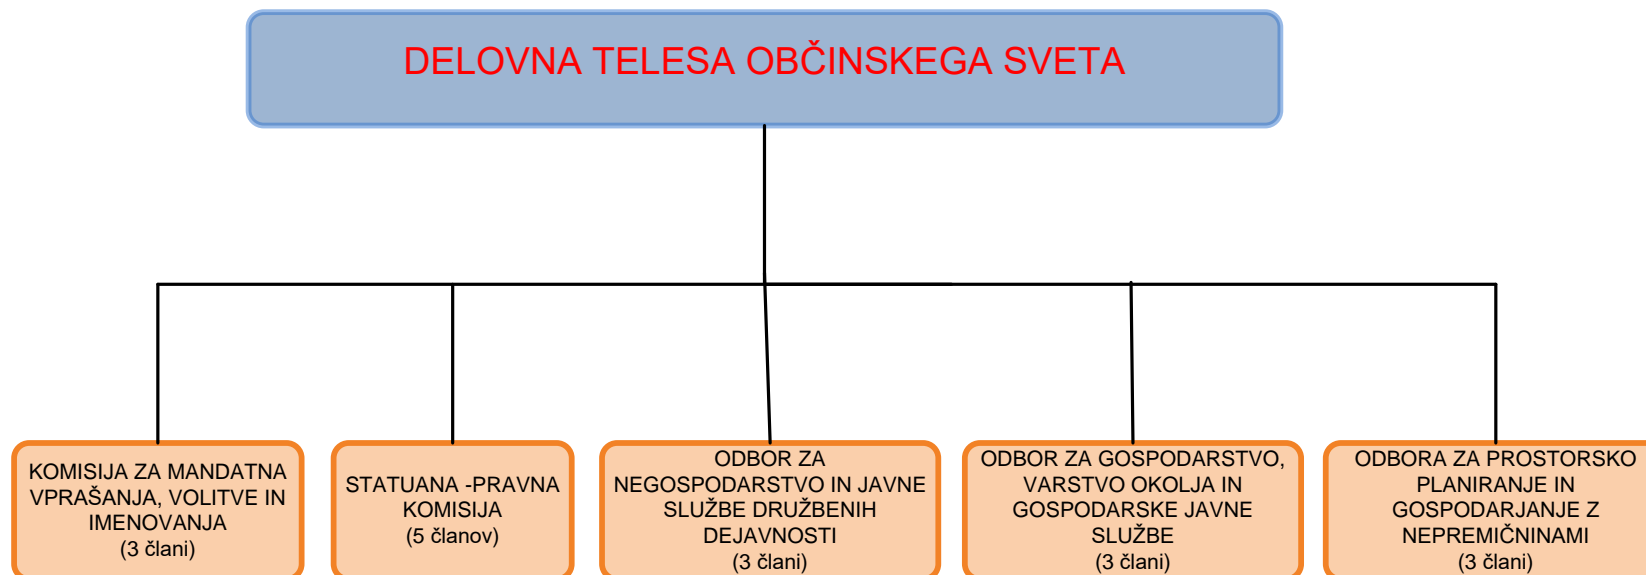 DELOVNA TELESA OBČINSKEGA SVETA
KOMISIJA ZA MANDATNA
VPRAŠANJA, VOLITVE IN
IMENOVANJA
(3 člani)
STATUANA -PRAVNA
KOMISIJA
(5 članov)
ODBOR ZA
NEGOSPODARSTVO IN JAVNE
SLUŽBE DRUŽBENIH
DEJAVNOSTI
(3 člani)
ODBOR ZA GOSPODARSTVO,
VARSTVO OKOLJA IN
GOSPODARSKE JAVNE
SLUŽBE
(3 člani)
ODBORA ZA PROSTORSKO
PLANIRANJE IN
GOSPODARJANJE Z
NEPREMIČNINAMI
(3 člani)